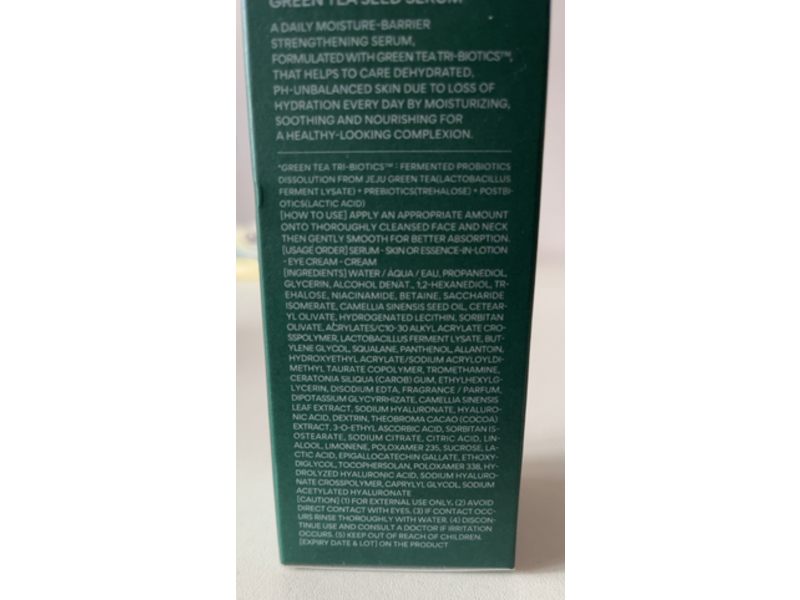 GREEN TEA SEED SERUM
A DAILY MOISTURE-BARRIER
STRENGTHENING SERUM,
FORMULATED WITH GREEN TEA TRI-BIOTICS™,
THAT HELPS TO CARE DEHYDRATED,
PH-UNBALANCED SKIN DUE TO LOSS OF
HYDRATION EVERY DAY BY MOISTURIZING,
SOOTHING AND NOURISHING FOR
A HEALTHY-LOOKING COMPLEXION.
*GREEN TEA TRI-BIOTICS™ : FERMENTED PROBIOTICS
DISSOLUTION FROM JEJU GREEN TEA(LACTOBACILLUS
FERMENT LYSATE) + PREBIOTICS(TREHALOSE) + POSTBI-
OTICS(LACTIC ACID)
[HOW TO USE] APPLY AN APPROPRIATE AMOUNT
ONTO THOROUGHLY CLEANSED FACE AND NECK
THEN GENTLY SMOOTH FOR BETTER ABSORPTION.
[USAGE ORDER] SERUM - SKIN OR ESSENCE-IN-LOTION
- EYE CREAM - CREAM
[INGREDIENTS] WATER / AQUA / EAU, PROPANEDIOL,
GLYCERIN, ALCOHOL DENAT., 1,2-HEXANEDIOL, TR-
EHALOSE, NIACINAMIDE, BETAINE, SACCHARIDE
ISOMERATE, CAMELLIA SINENSIS SEED OIL, CETEAR-
YL OLIVATE, HYDROGENATED LECITHIN, SORBITAN
OLIVATE, ACRYLATES/C10-30 ALKYL ACRYLATE CRO-
SSPOLYMER, LACTOBACILLUS FERMENT LYSATE, BUT-
YLENE GLYCOL, SQUALANE, PANTHENOL, ALLANTOIN,
HYDROXYETHYL ACRYLATE/SODIUM ACRYLOYLDI-
METHYL TAURATE COPOLYMER, TROMETHAMINE,
CERATONIA SILIQUA (CAROB) GUM, ETHYLHEXYLG-
LYCERIN, DISODIUM EDTA, FRAGRANCE / PARFUM,
DIPOTASSIUM GLYCYRRHIZATE, CAMELLIA SINENSIS
LEAF EXTRACT, SODIUM HYALURONATE, HYALURO-
NIC ACID, DEXTRIN, THEOBROMA CACAO (COCOA)
EXTRACT, 3-O-ETHYL ASCORBIC ACID, SORBITAN IS-
OSTEARATE, SODIUM CITRATE, CITRIC ACID, LIN-
ALOOL, LIMONENE, POLOXAMER 235, SUCROSE, LA-
CTIC ACID, EPIGALLOCATECHIN GALLATE, ETHOXY-
DIGLYCOL, TOCOPHERSOLAN, POLOXAMER 338, HY-
DROLYZED HYALURONIC ACID, SODIUM HYALURO-
NATE CROSSPOLYMER, CAPRYLYL GLYCOL, SODIUM
ACETYLATED HYALURONATE
[CAUTION] (1) FOR EXTERNAL USE ONLY. (2) AVOID
DIRECT CONTACT WITH EYES. (3) IF CONTACT OCC-
URS RINSE THOROUGHLY WITH WATER. (4) DISCON-
TINUE USE AND CONSULT A DOCTOR IF IRRITATION
OCCURS. (5) KEEP OUT OF REACH OF CHILDREN.
[EXPIRY DATE & LOT] ON THE PRODUCT